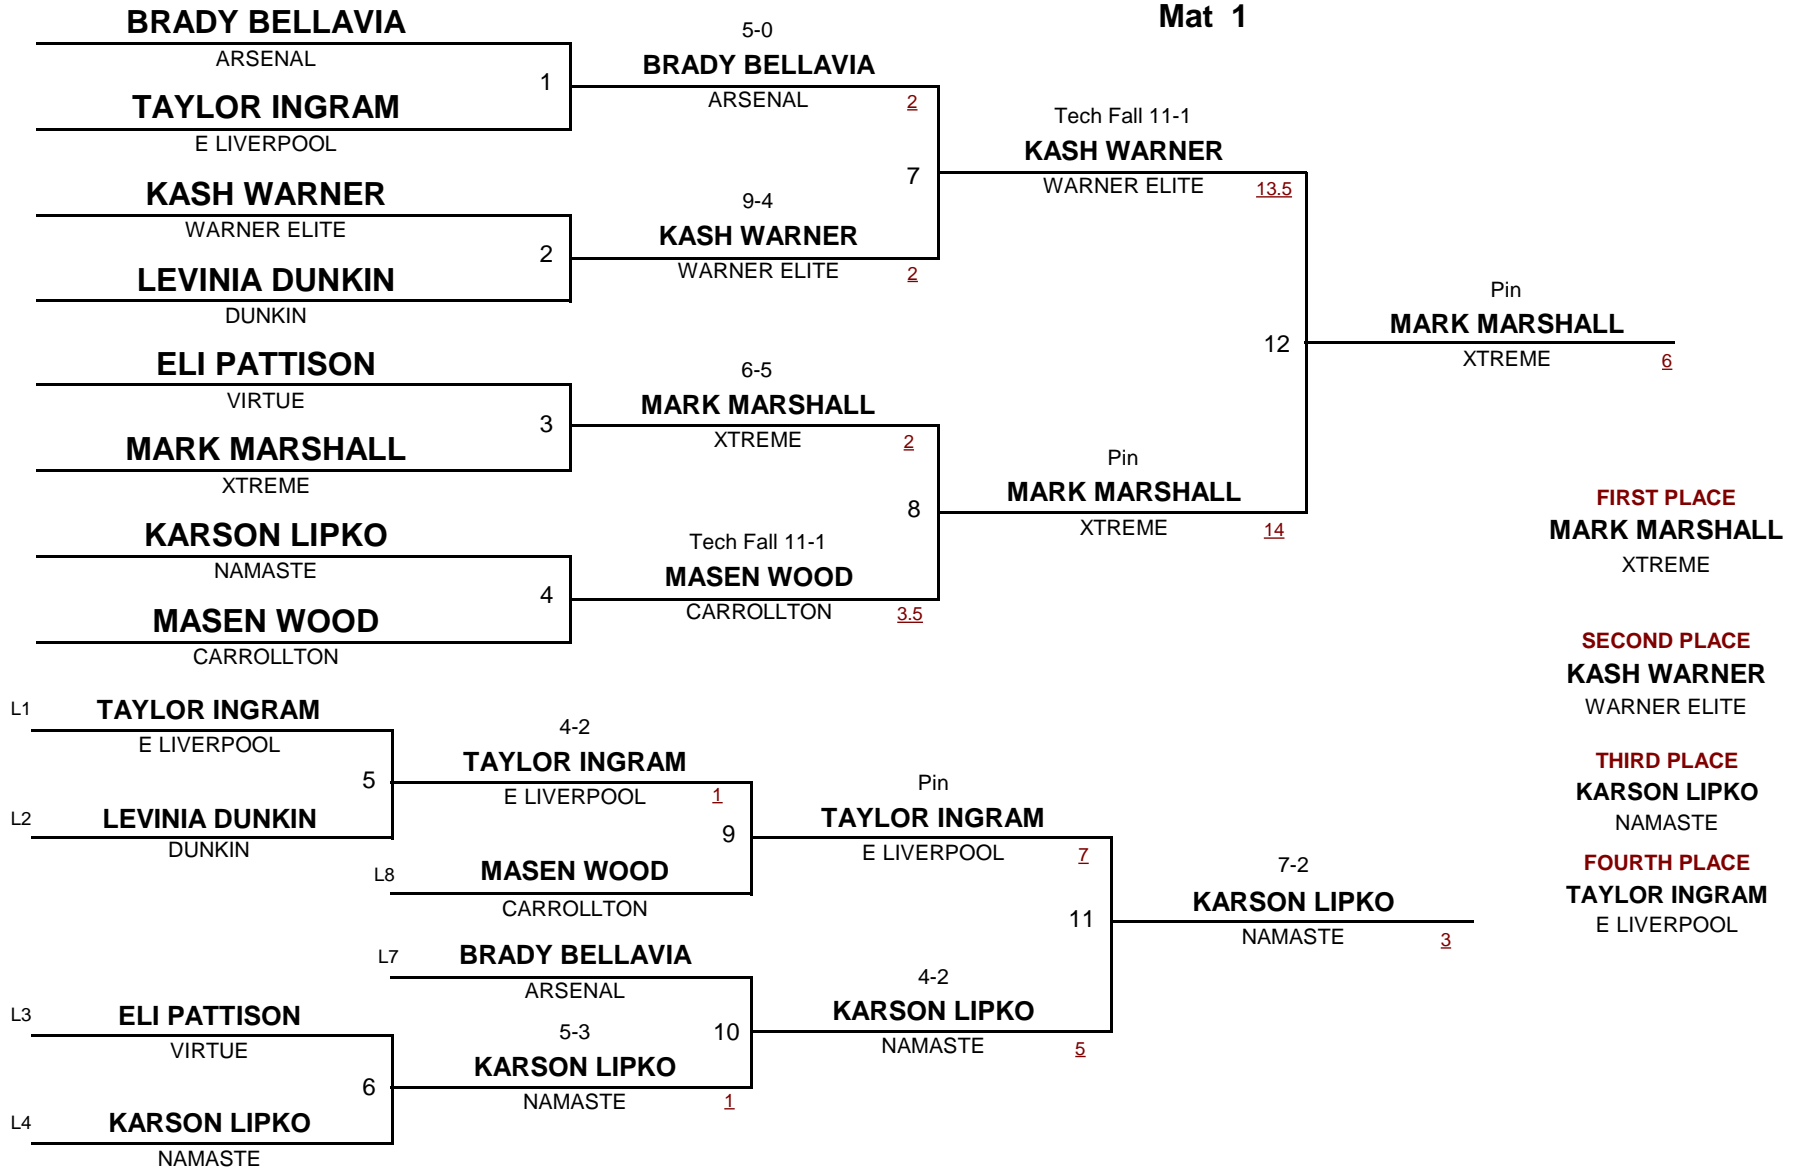 Mat 1
BRADY BELLAVIA
ARSENAL
1
TAYLOR INGRAM
E LIVERPOOL
KASH WARNER
WARNER ELITE
2
LEVINIA DUNKIN
DUNKIN
ELI PATTISON
VIRTUE
3
MARK MARSHALL
XTREME
KARSON LIPKO
NAMASTE
4
MASEN WOOD
CARROLLTON
5-0
BRADY BELLAVIA
ARSENAL
2
7
9-4
KASH WARNER
WARNER ELITE
2
6-5
MARK MARSHALL
XTREME
2
8
Tech Fall 11-1
MASEN WOOD
CARROLLTON
3.5
Tech Fall 11-1
KASH WARNER
WARNER ELITE
13.5
12
Pin
MARK MARSHALL
XTREME
14
Pin
MARK MARSHALL
XTREME
6
L1
TAYLOR INGRAM
E LIVERPOOL
5
L2
LEVINIA DUNKIN
DUNKIN
L3
ELI PATTISON
VIRTUE
6
L4
KARSON LIPKO
NAMASTE
4-2
TAYLOR INGRAM
E LIVERPOOL
1
9
L8
MASEN WOOD
CARROLLTON
L7
BRADY BELLAVIA
ARSENAL
10
5-3
KARSON LIPKO
NAMASTE
1
Pin
TAYLOR INGRAM
E LIVERPOOL
7
11
4-2
KARSON LIPKO
NAMASTE
5
7-2
KARSON LIPKO
NAMASTE
3
FIRST PLACE
MARK MARSHALL
XTREME
SECOND PLACE
KASH WARNER
WARNER ELITE
THIRD PLACE
KARSON LIPKO
NAMASTE
FOURTH PLACE
TAYLOR INGRAM
E LIVERPOOL